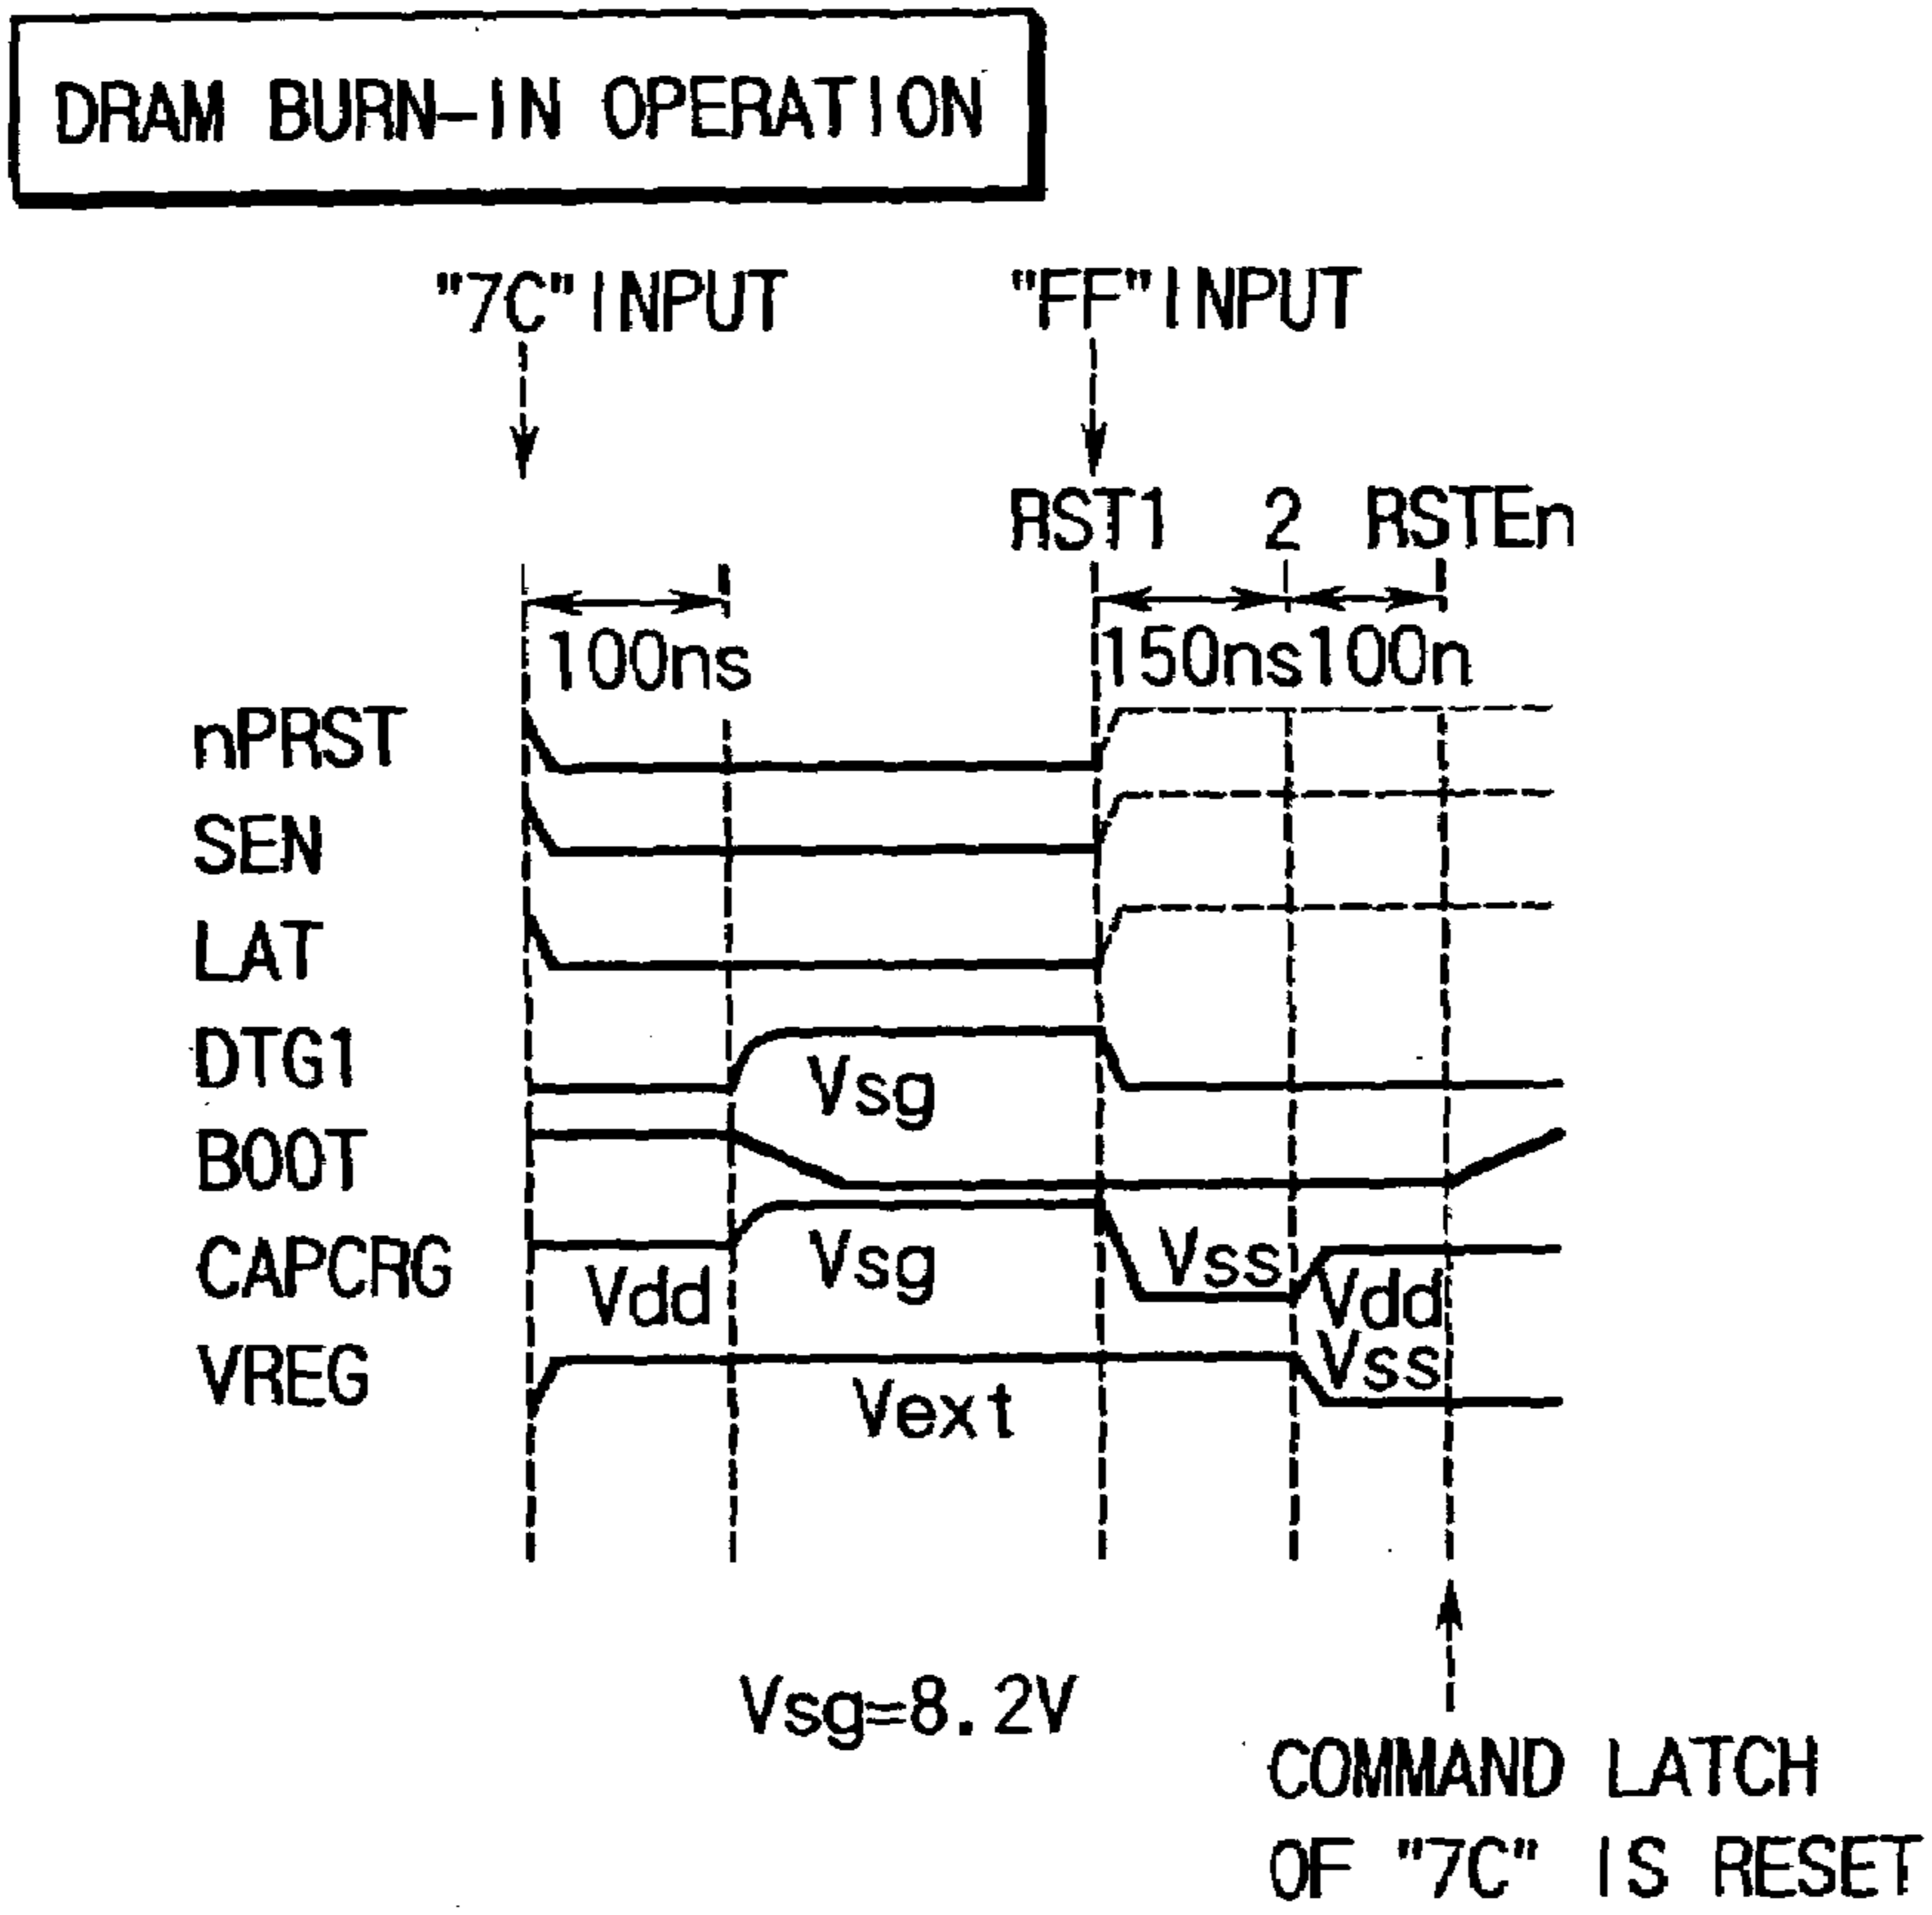 DRAM BURN-IN OPERATION
"7C" INPUT "FF" INPUT
RST1 2 RSTEn
100ns 150ns 100n
nPRST
SEN
LAT
DTG1 Vsg
BOOT
CAPCRG Vdd Vsg Vss Vdd
VREG Vext Vss
Vsg=8.2V
COMMAND LATCH
OF "7C" IS RESET